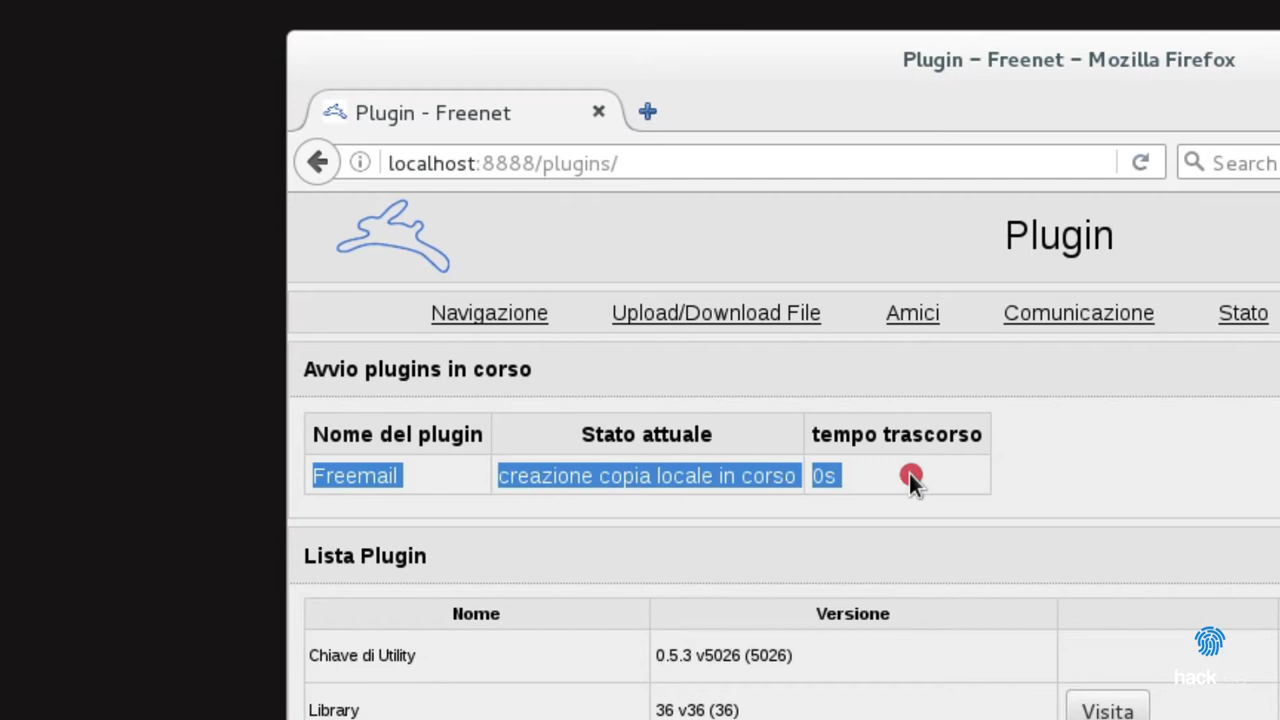 Plugin – Freenet – Mozilla Firefox
Plugin - Freenet
localhost:8888/plugins/
Search
Plugin
Navigazione Upload/Download File Amici Comunicazione Stato
Avvio plugins in corso
Nome del plugin Stato attuale tempo trascorso
Freemail creazione copia locale in corso 0s
Lista Plugin
Nome Versione
Chiave di Utility 0.5.3 v5026 (5026)
Library 36 v36 (36) Visita
hack